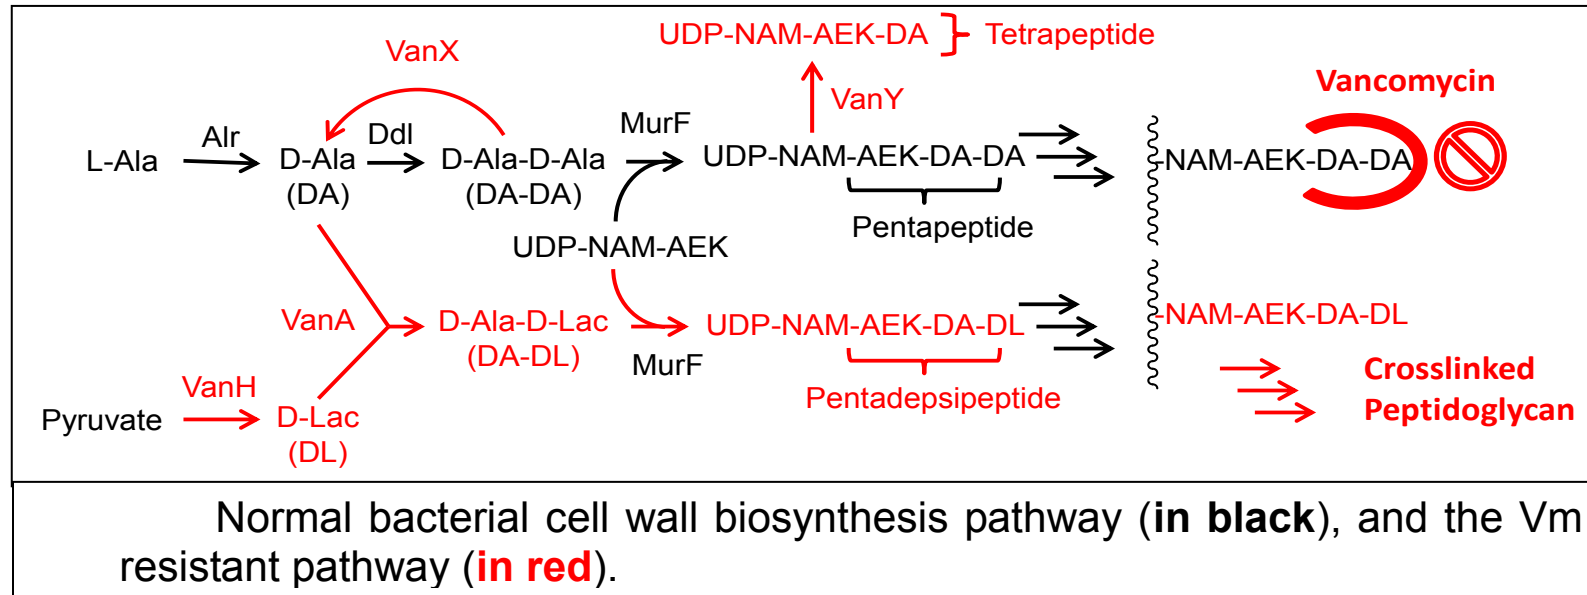 UDP-NAM-AEK-DA Tetrapeptide
VanX
Vancomycin
VanY
Alr
Ddl
MurF
L-Ala
D-Ala
(DA)
D-Ala-D-Ala
(DA-DA)
UDP-NAM-AEK-DA-DA
-NAM-AEK-DA-DA
Pentapeptide
UDP-NAM-AEK
VanA
D-Ala-D-Lac
(DA-DL)
MurF
UDP-NAM-AEK-DA-DL
-NAM-AEK-DA-DL
Pentadepsipeptide
VanH
Pyruvate
D-Lac
(DL)
Crosslinked
Peptidoglycan
Normal bacterial cell wall biosynthesis pathway (in black), and the Vm
resistant pathway (in red).